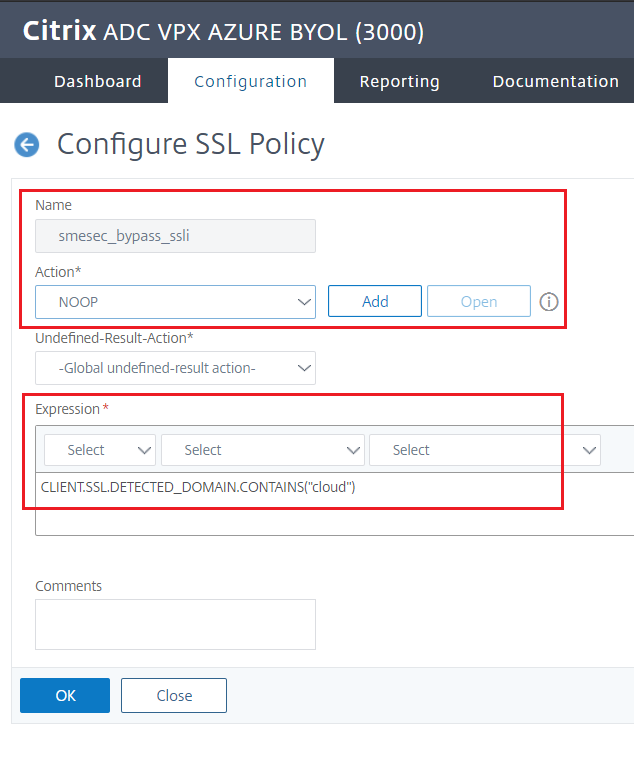 Citrix ADC VPX AZURE BYOL (3000)
Dashboard Configuration Reporting Documentation
Configure SSL Policy
Name
smesec_bypass_ssli
Action*
NOOP Add Open
Undefined-Result-Action*
-Global undefined-result action-
Expression *
Select Select Select
CLIENT.SSL.DETECTED_DOMAIN.CONTAINS("cloud")
Comments
OK Close